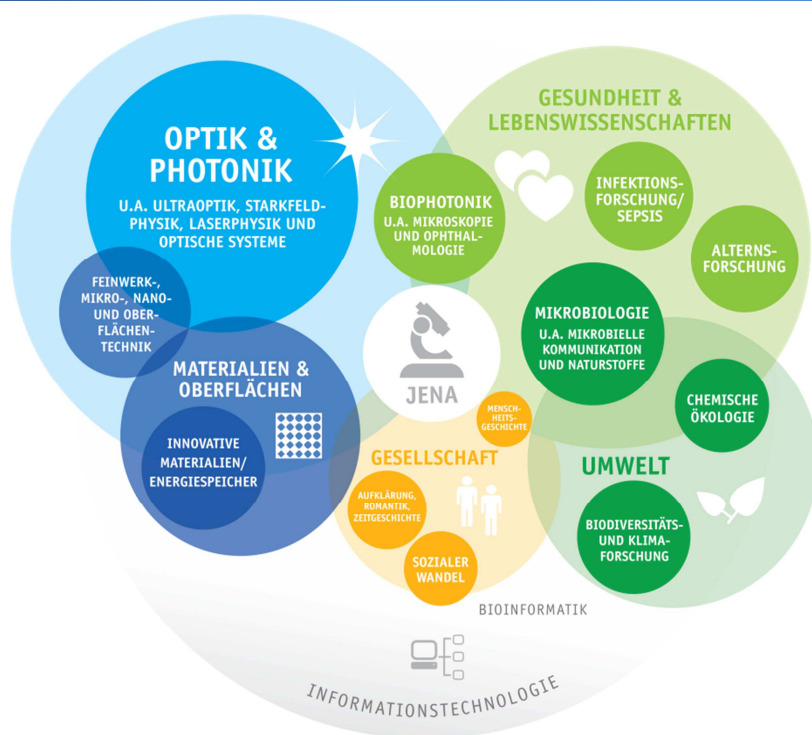 OPTIK &
PHOTONIK
U.A. ULTRAOPTIK, STARKFELD-
PHYSIK, LASERPHYSIK UND
OPTISCHE SYSTEME
FEINWERK-,
MIKRO-, NANO-
UND OBER-
FLÄCHEN-
TECHNIK
MATERIALIEN &
OBERFLÄCHEN
INNOVATIVE
MATERIALIEN/
ENERGIESPEICHER
GESUNDHEIT &
LEBENSWISSENSCHAFTEN
BIOPHOTONIK
U.A. MIKROSKOPIE
UND OPHTHAL-
MOLOGIE
INFEKTIONS-
FORSCHUNG/
SEPSIS
ALTERNS-
FORSCHUNG
MIKROBIOLOGIE
U.A. MIKROBIELLE
KOMMUNIKATION
UND NATURSTOFFE
CHEMISCHE
ÖKOLOGIE
JENA
MENSCH-
HEITS-
GESCHICHTE
GESELLSCHAFT
AUFKLÄRUNG,
ROMANTIK,
ZEITGESCHICHTE
SOZIALER
WANDEL
UMWELT
BIODIVERSITÄTS-
UND KLIMA-
FORSCHUNG
BIOINFORMATIK
INFORMATIONSTECHNOLOGIE